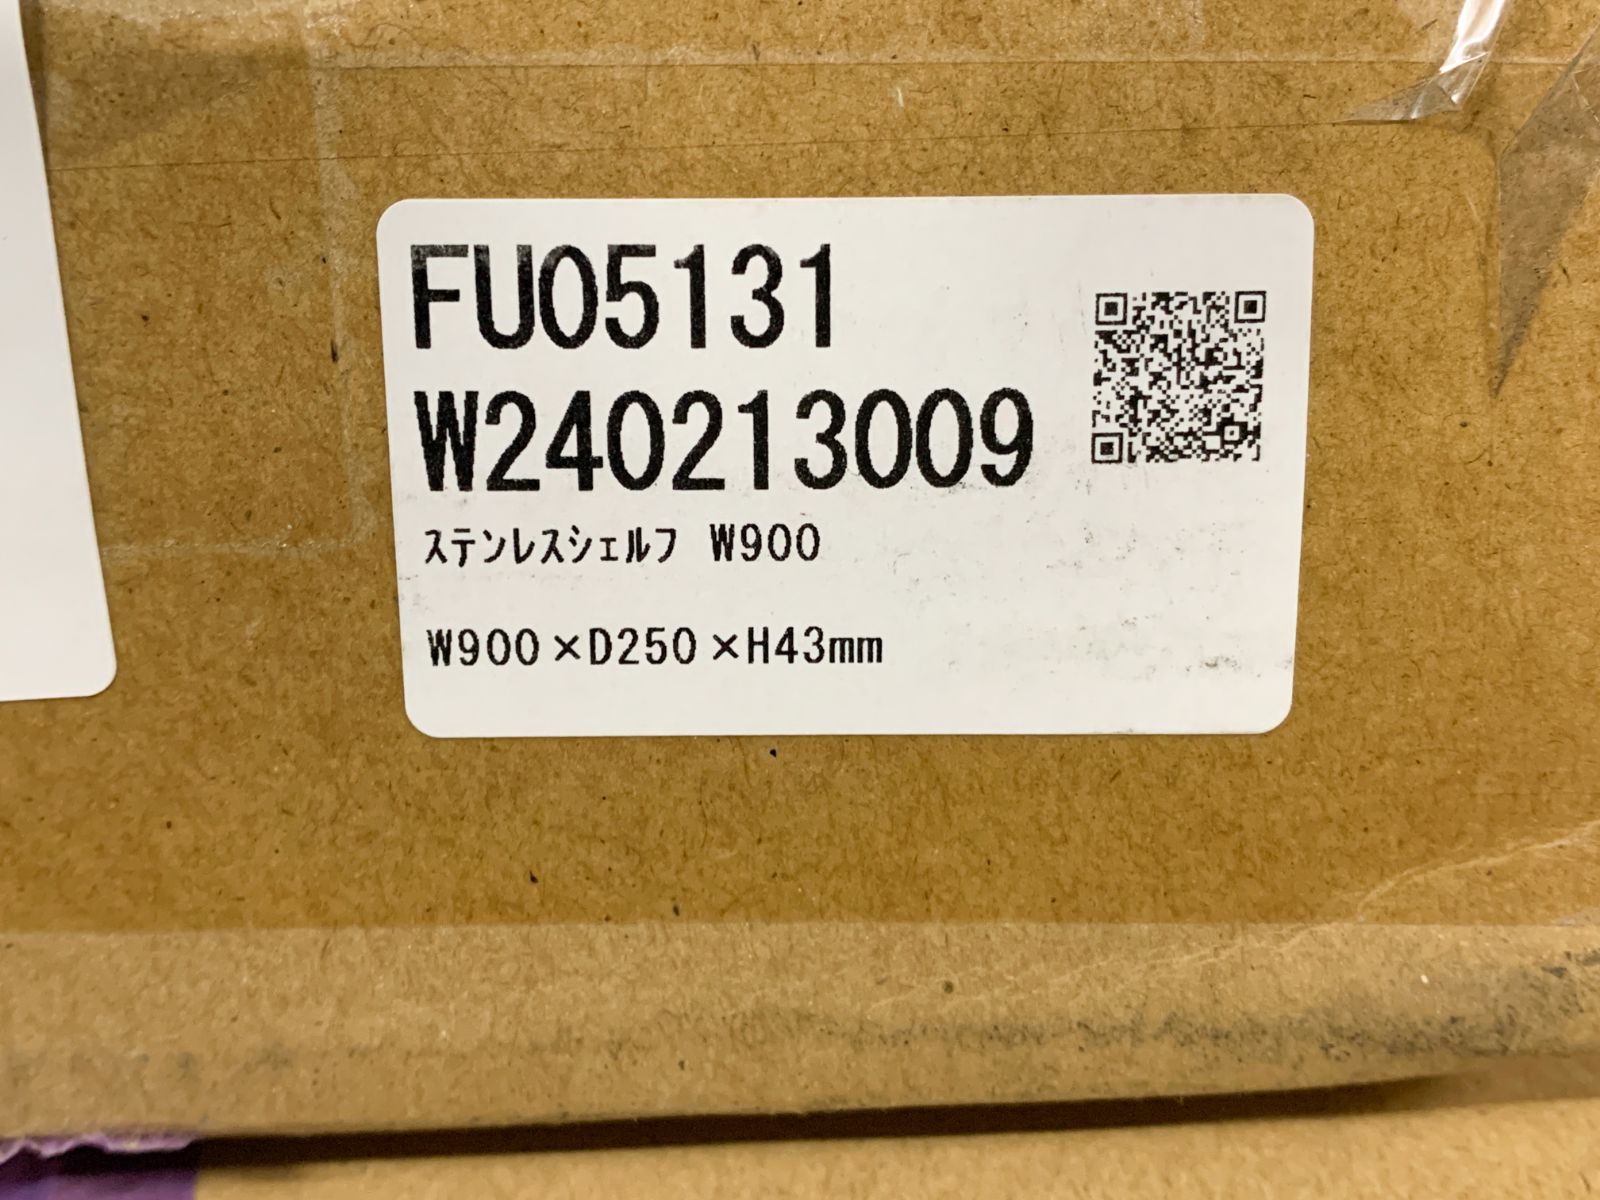 FU05131
W240213009
ｽﾃﾝﾚｽｼｪﾙﾌ W900
W900×D250×H43mm